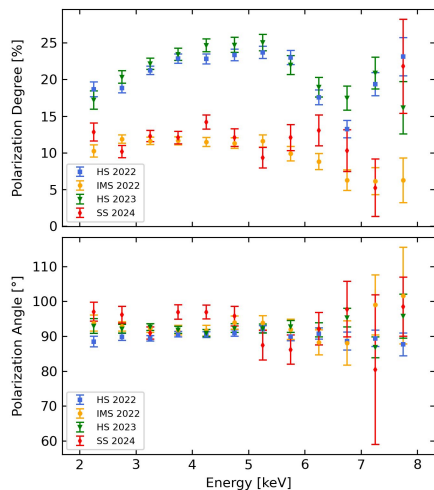 Polarization Degree [%]
25
20
15
10
5
0
HS 2022
IMS 2022
HS 2023
SS 2024
Polarization Angle [°]
110
100
90
80
70
60
HS 2022
IMS 2022
HS 2023
SS 2024
2 3 4 5 6 7 8
Energy [keV]